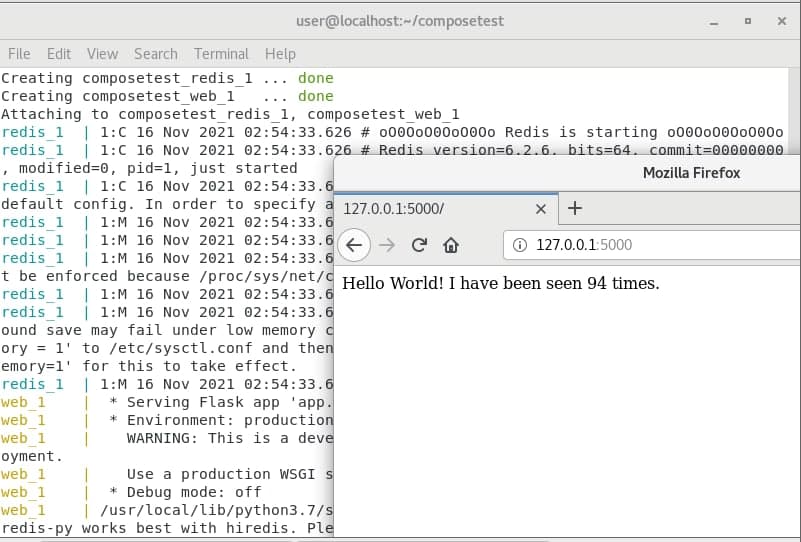 user@localhost:~/composetest
File Edit View Search Terminal Help
Creating composetest_redis_1 ... done
Creating composetest_web_1   ... done
Attaching to composetest_redis_1, composetest_web_1
redis_1  | 1:C 16 Nov 2021 02:54:33.626 # oO0OoO0OoO0Oo Redis is starting oO0OoO0OoO0Oo
redis_1  | 1:C 16 Nov 2021 02:54:33.626 # Redis version=6.2.6, bits=64, commit=00000000
, modified=0, pid=1, just started
redis_1  | 1:C 16 Nov 2021 02:54:33.6
default config. In order to specify a
redis_1  | 1:M 16 Nov 2021 02:54:33.6
redis_1  | 1:M 16 Nov 2021 02:54:33.6
redis_1  | 1:M 16 Nov 2021 02:54:33.6
t be enforced because /proc/sys/net/c
redis_1  | 1:M 16 Nov 2021 02:54:33.6
redis_1  | 1:M 16 Nov 2021 02:54:33.6
ound save may fail under low memory c
ory = 1' to /etc/sysctl.conf and then
emory=1' for this to take effect.
redis_1  | 1:M 16 Nov 2021 02:54:33.6
web_1    |  * Serving Flask app 'app.
web_1    |  * Environment: production
web_1    |    WARNING: This is a deve
oyment.
web_1    |    Use a production WSGI s
web_1    |  * Debug mode: off
web_1    | /usr/local/lib/python3.7/s
redis-py works best with hiredis. Ple
Mozilla Firefox
127.0.0.1:5000/
127.0.0.1:5000
Hello World! I have been seen 94 times.